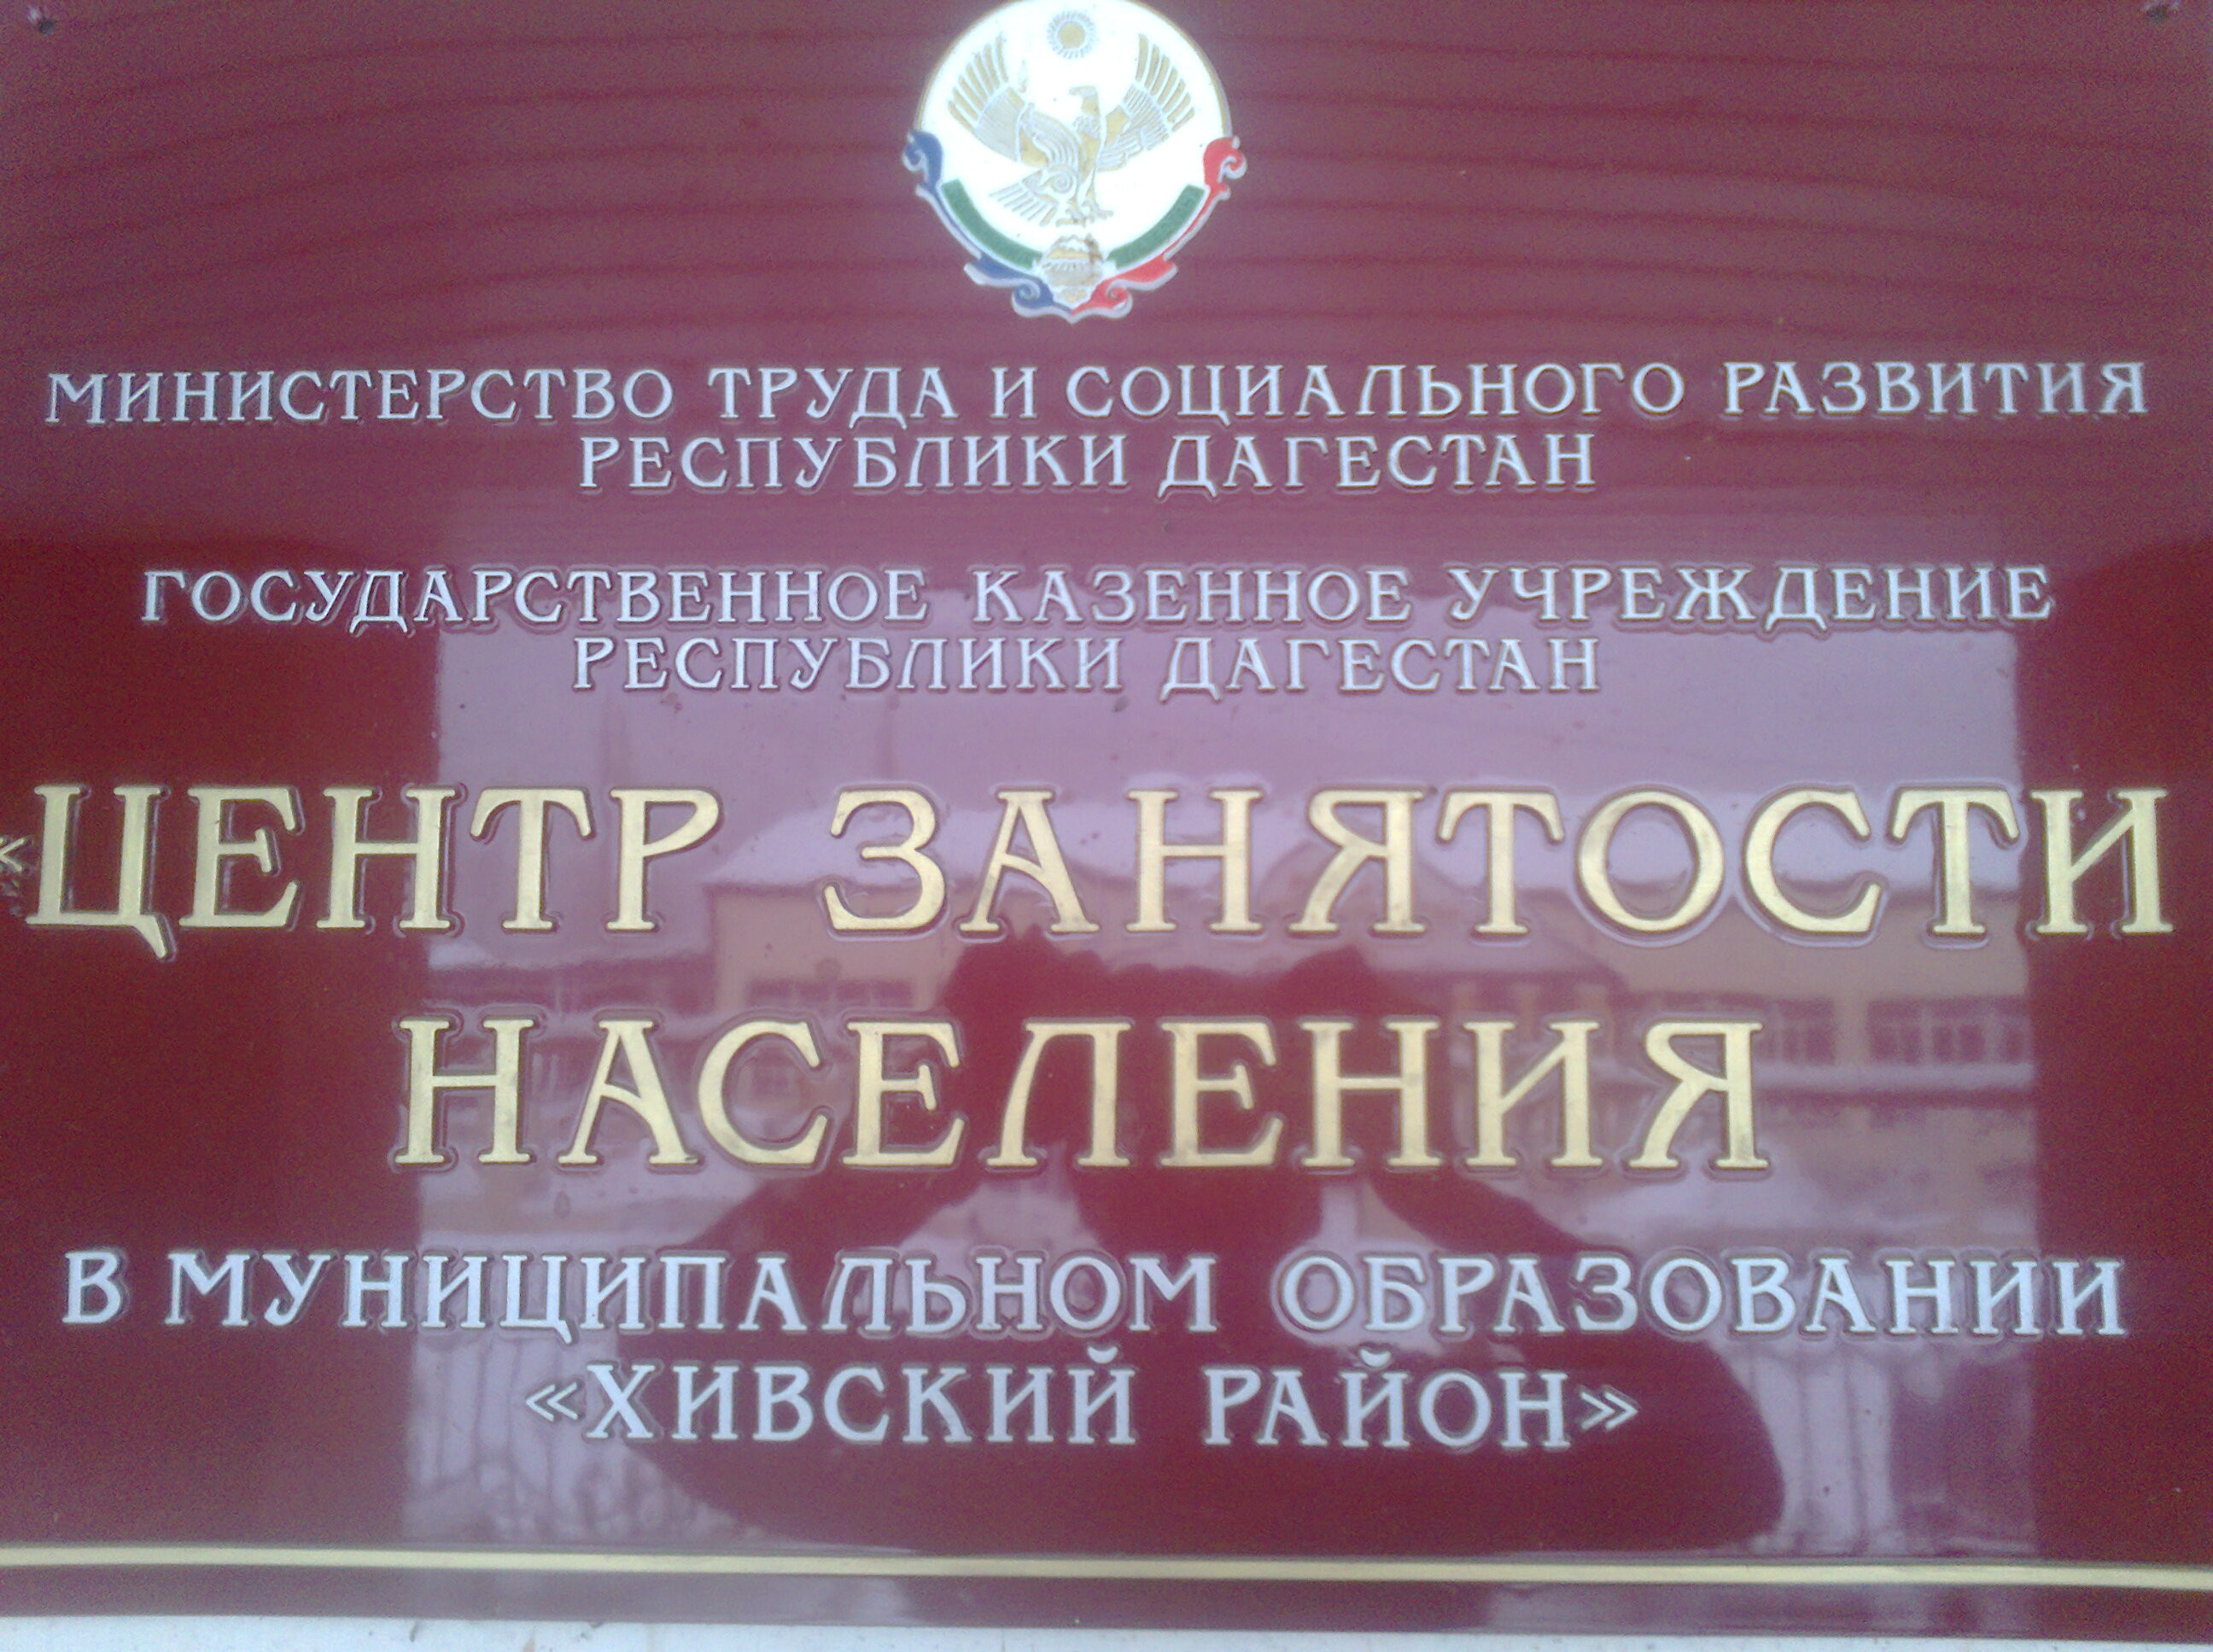 МИНИСТЕРСТВО ТРУДА И СОЦИАЛЬНОГО РАЗВИТИЯ
РЕСПУБЛИКИ ДАГЕСТАН
ГОСУДАРСТВЕННОЕ КАЗЕННОЕ УЧРЕЖДЕНИЕ
РЕСПУБЛИКИ ДАГЕСТАН
«ЦЕНТР ЗАНЯТОСТИ
НАСЕЛЕНИЯ
В МУНИЦИПАЛЬНОМ ОБРАЗОВАНИИ
«ХИВСКИЙ РАЙОН»